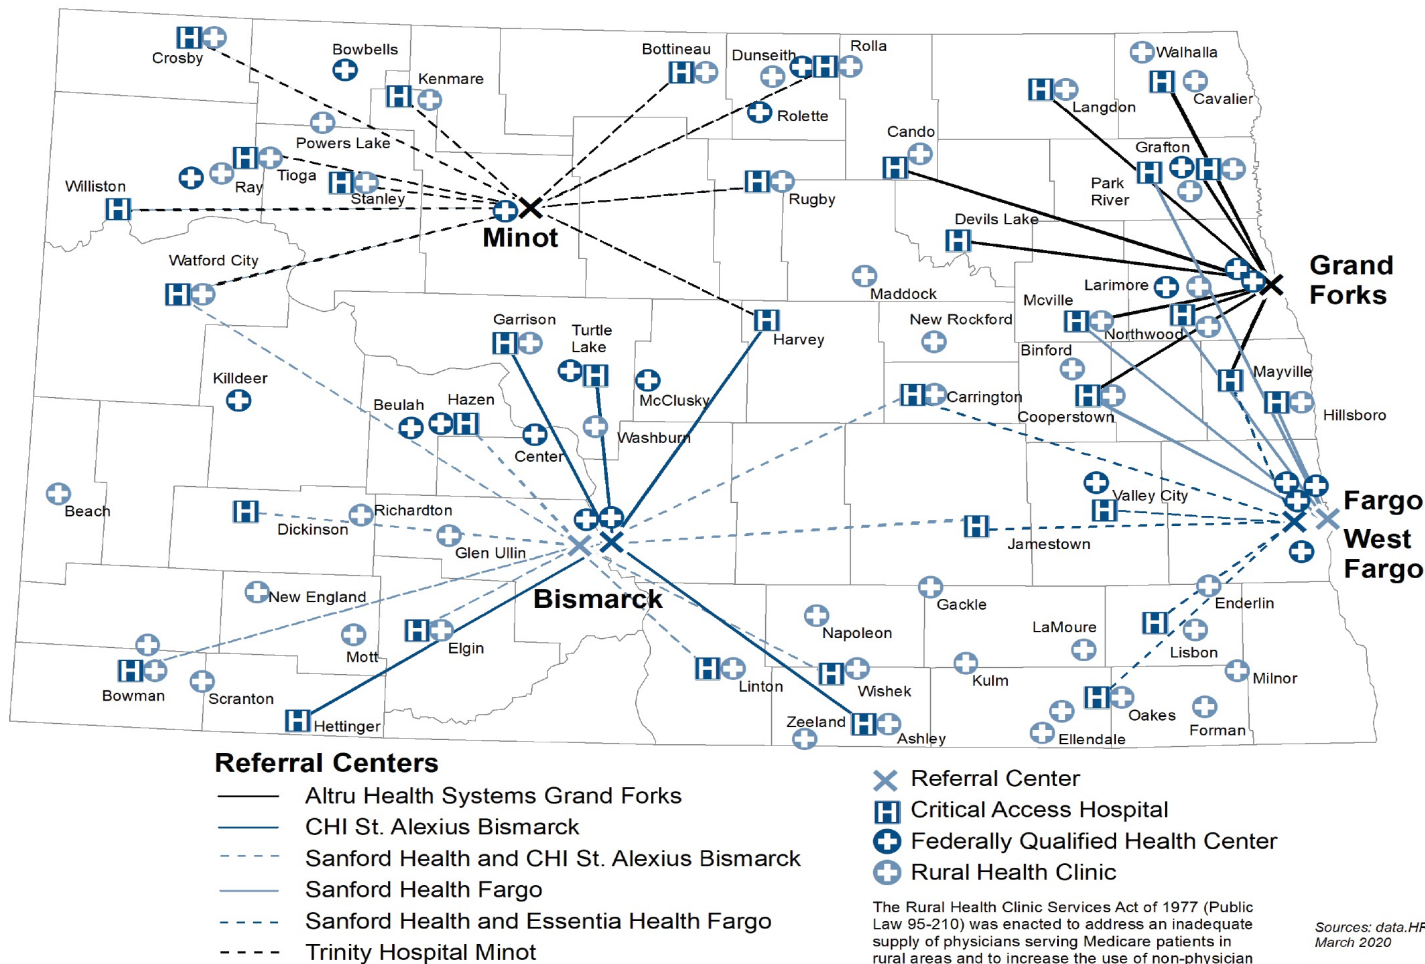 Crosby
Bowbells
Kenmare
Bottineau
Dunseith
Rolla
Walhalla
Langdon
Cavalier
Powers Lake
Rolette
Cando
Grafton
Ray
Tioga
Stanley
Williston
Rugby
Park
River
Minot
Devils Lake
Watford City
Grand
Forks
Maddock
Larimore
Mcville
Northwood
Garrison
Turtle
Lake
Harvey
New Rockford
Binford
Killdeer
McClusky
Mayville
Beulah
Hazen
Carrington
Cooperstown
Hillsboro
Center
Washburn
Beach
Dickinson
Richardton
Glen Ullin
Valley City
Jamestown
Fargo
West
Fargo
New England
Bismarck
Gackle
Enderlin
Mott
Elgin
Napoleon
LaMoure
Lisbon
Bowman
Scranton
Linton
Wishek
Kulm
Milnor
Hettinger
Zeeland
Ashley
Ellendale
Oakes
Forman
Referral Centers
Altru Health Systems Grand Forks
CHI St. Alexius Bismarck
Sanford Health and CHI St. Alexius Bismarck
Sanford Health Fargo
Sanford Health and Essentia Health Fargo
Trinity Hospital Minot
Referral Center
H Critical Access Hospital
Federally Qualified Health Center
Rural Health Clinic
The Rural Health Clinic Services Act of 1977 (Public
Law 95-210) was enacted to address an inadequate
supply of physicians serving Medicare patients in
rural areas and to increase the use of non-physician
Sources: data.HR
March 2020